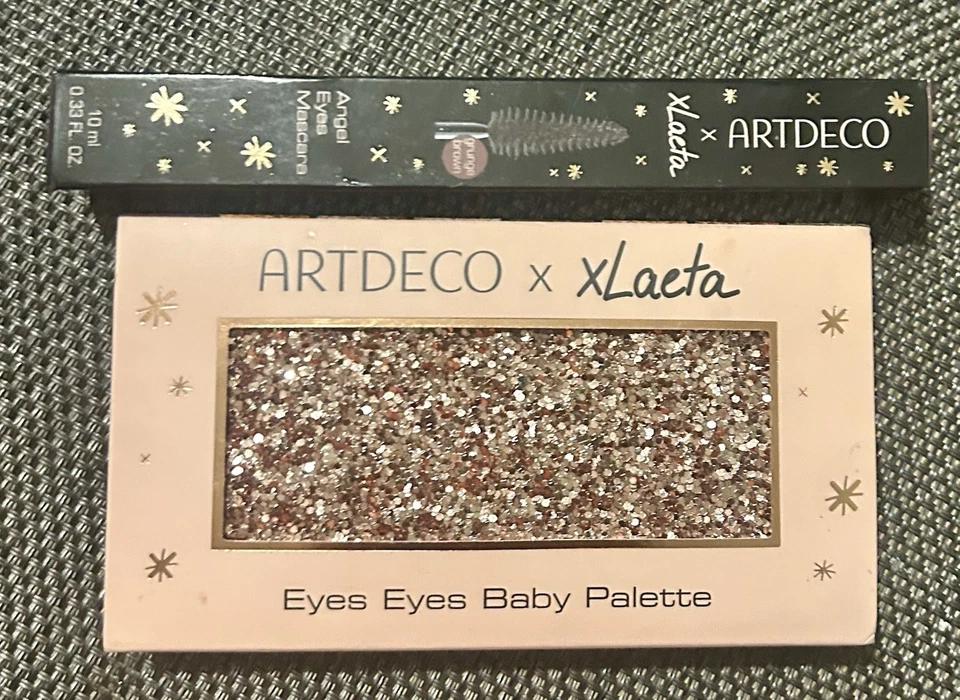 ARTDECO
x
xLaeta
grunge
brown
Angel
Eyes
Mascara
10 ml
0.33 FL. OZ.
ARTDECO x xLaeta
Eyes Eyes Baby Palette